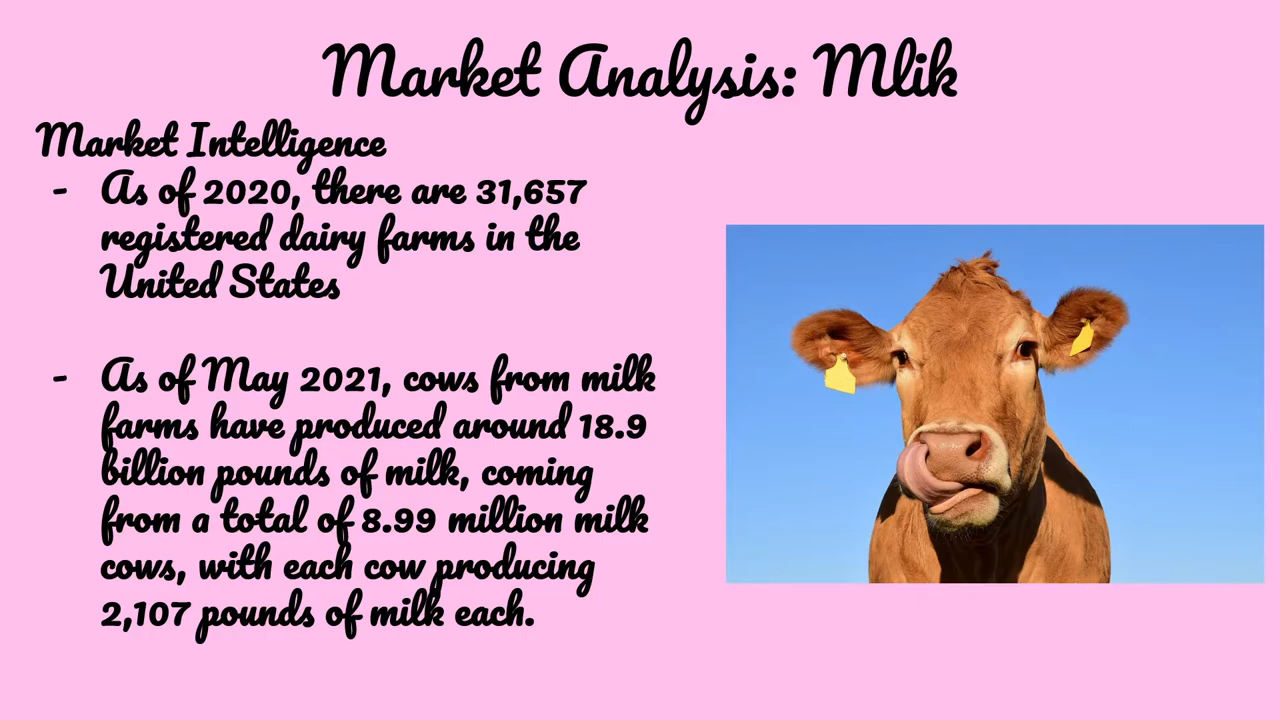 Market Analysis: Mlik
Market Intelligence
- As of 2020, there are 31,657
registered dairy farms in the
United States
- As of May 2021, cows from milk
farms have produced around 18.9
billion pounds of milk, coming
from a total of 8.99 million milk
cows, with each cow producing
2,107 pounds of milk each.